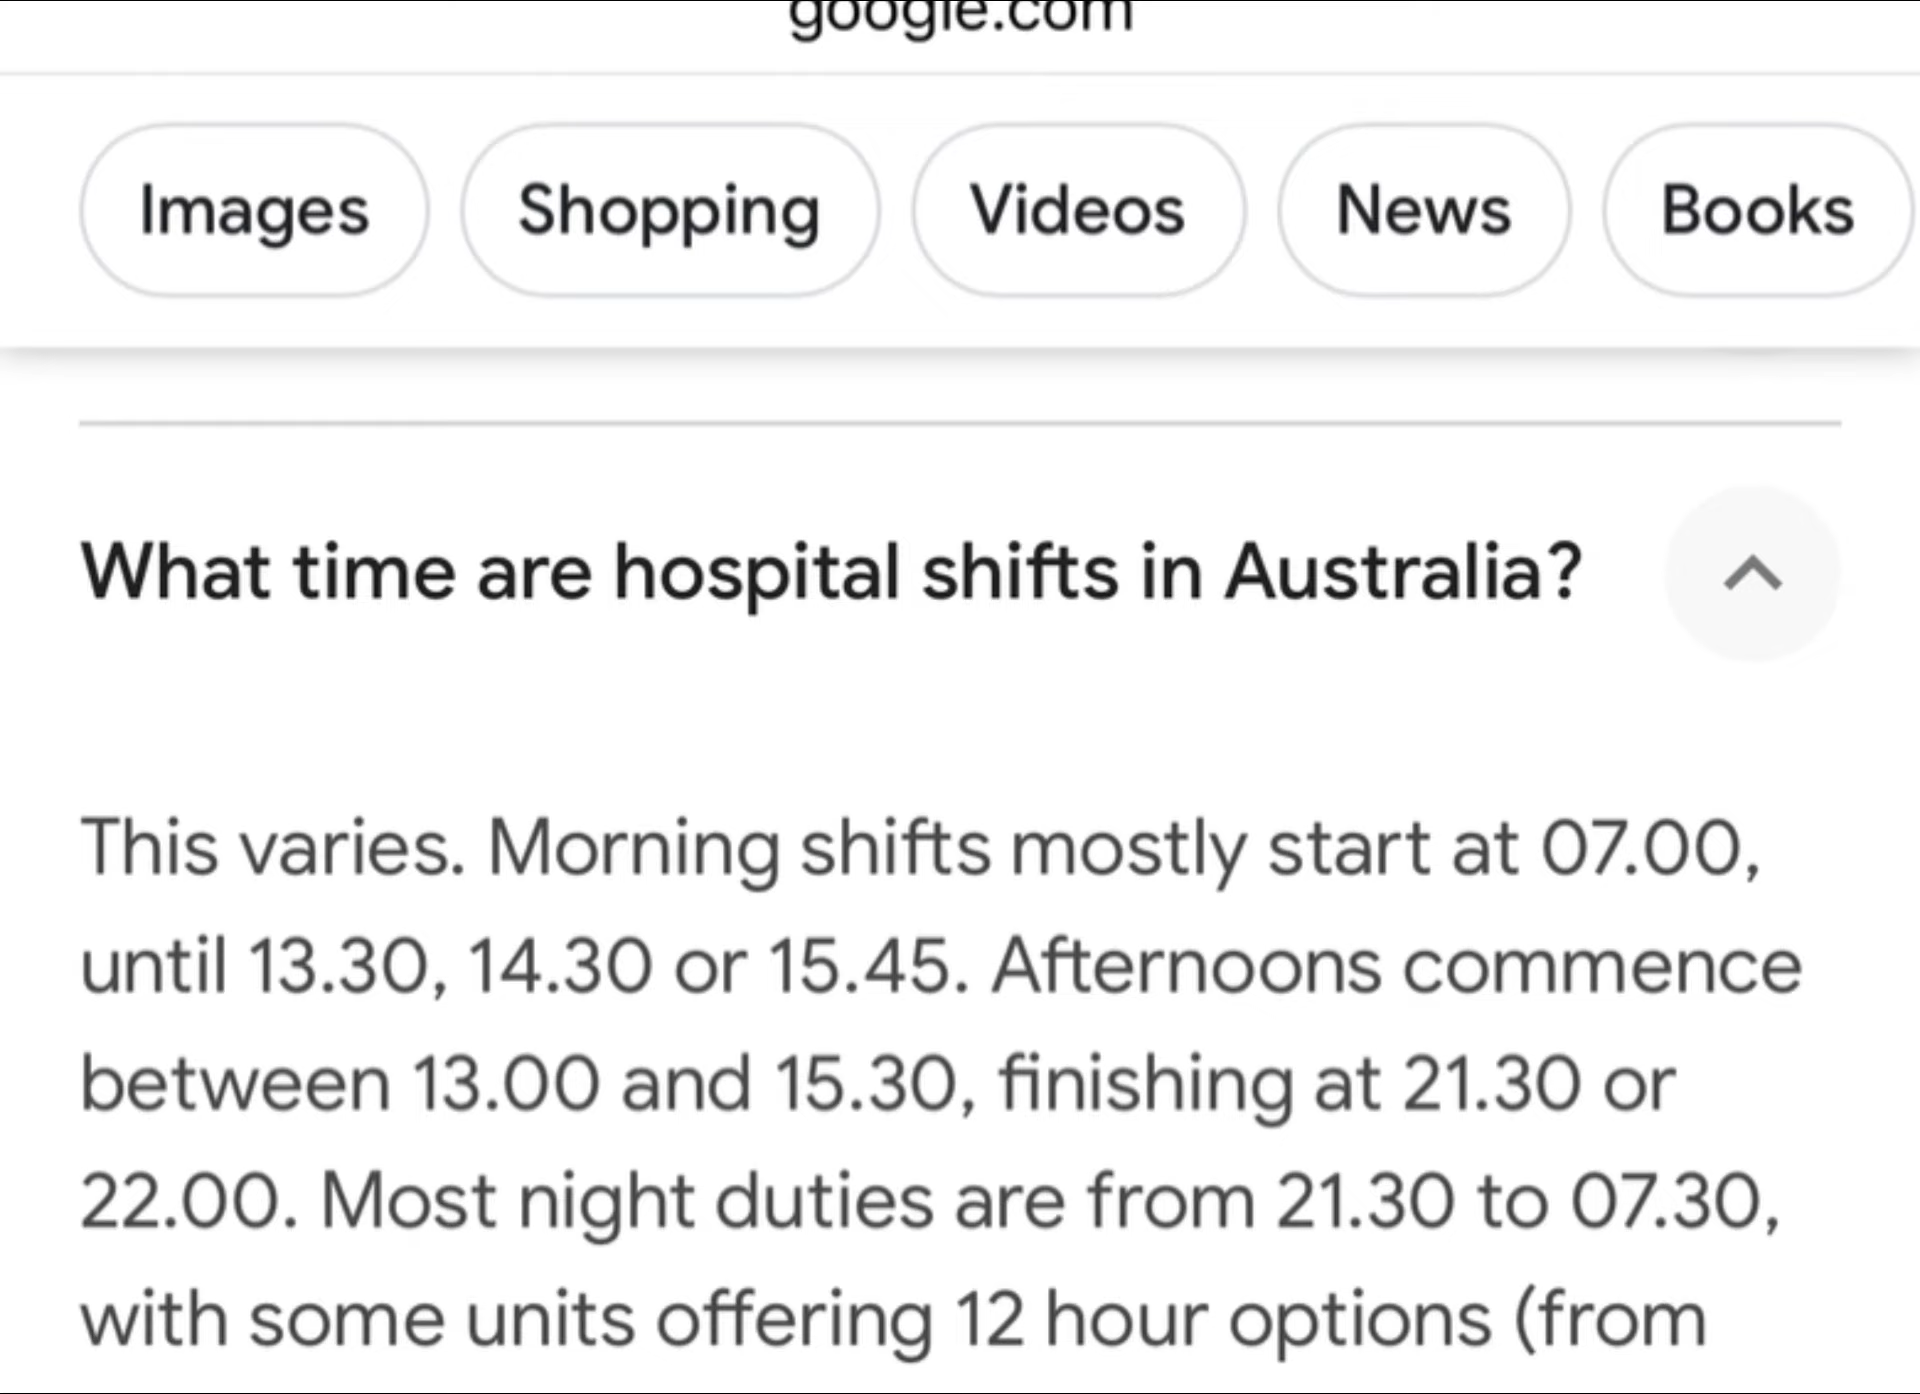 google.com
Images Shopping Videos News Books
What time are hospital shifts in Australia?
This varies. Morning shifts mostly start at 07.00,
until 13.30, 14.30 or 15.45. Afternoons commence
between 13.00 and 15.30, finishing at 21.30 or
22.00. Most night duties are from 21.30 to 07.30,
with some units offering 12 hour options (from